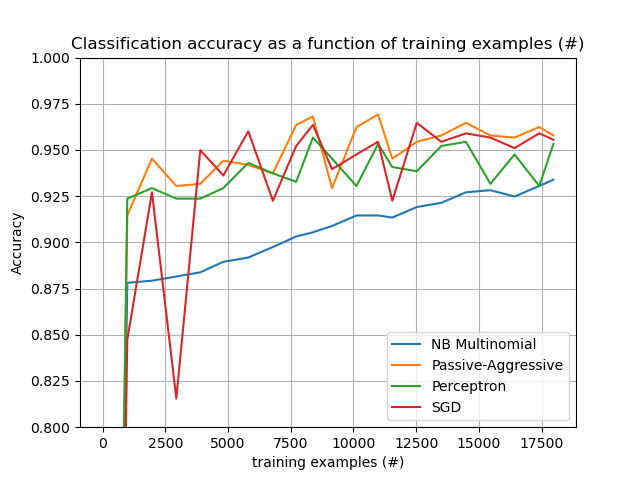 Classification accuracy as a function of training examples (#)
1.000
0.975
0.950
0.925
0.900
0.875
0.850
0.825
0.800
Accuracy
NB Multinomial
Passive-Aggressive
Perceptron
SGD
0 2500 5000 7500 10000 12500 15000 17500
training examples (#)